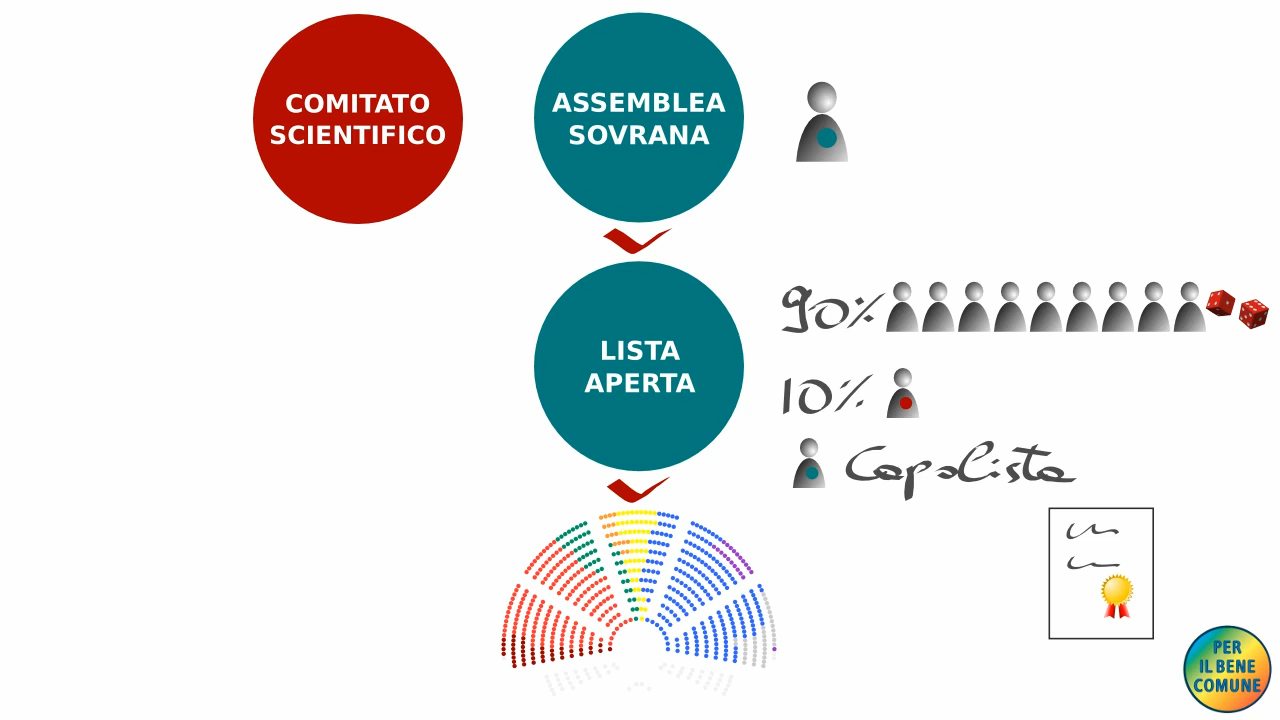 COMITATO
SCIENTIFICO
ASSEMBLEA
SOVRANA
LISTA
APERTA
90%
10%
Capolista
PER
IL BENE
COMUNE